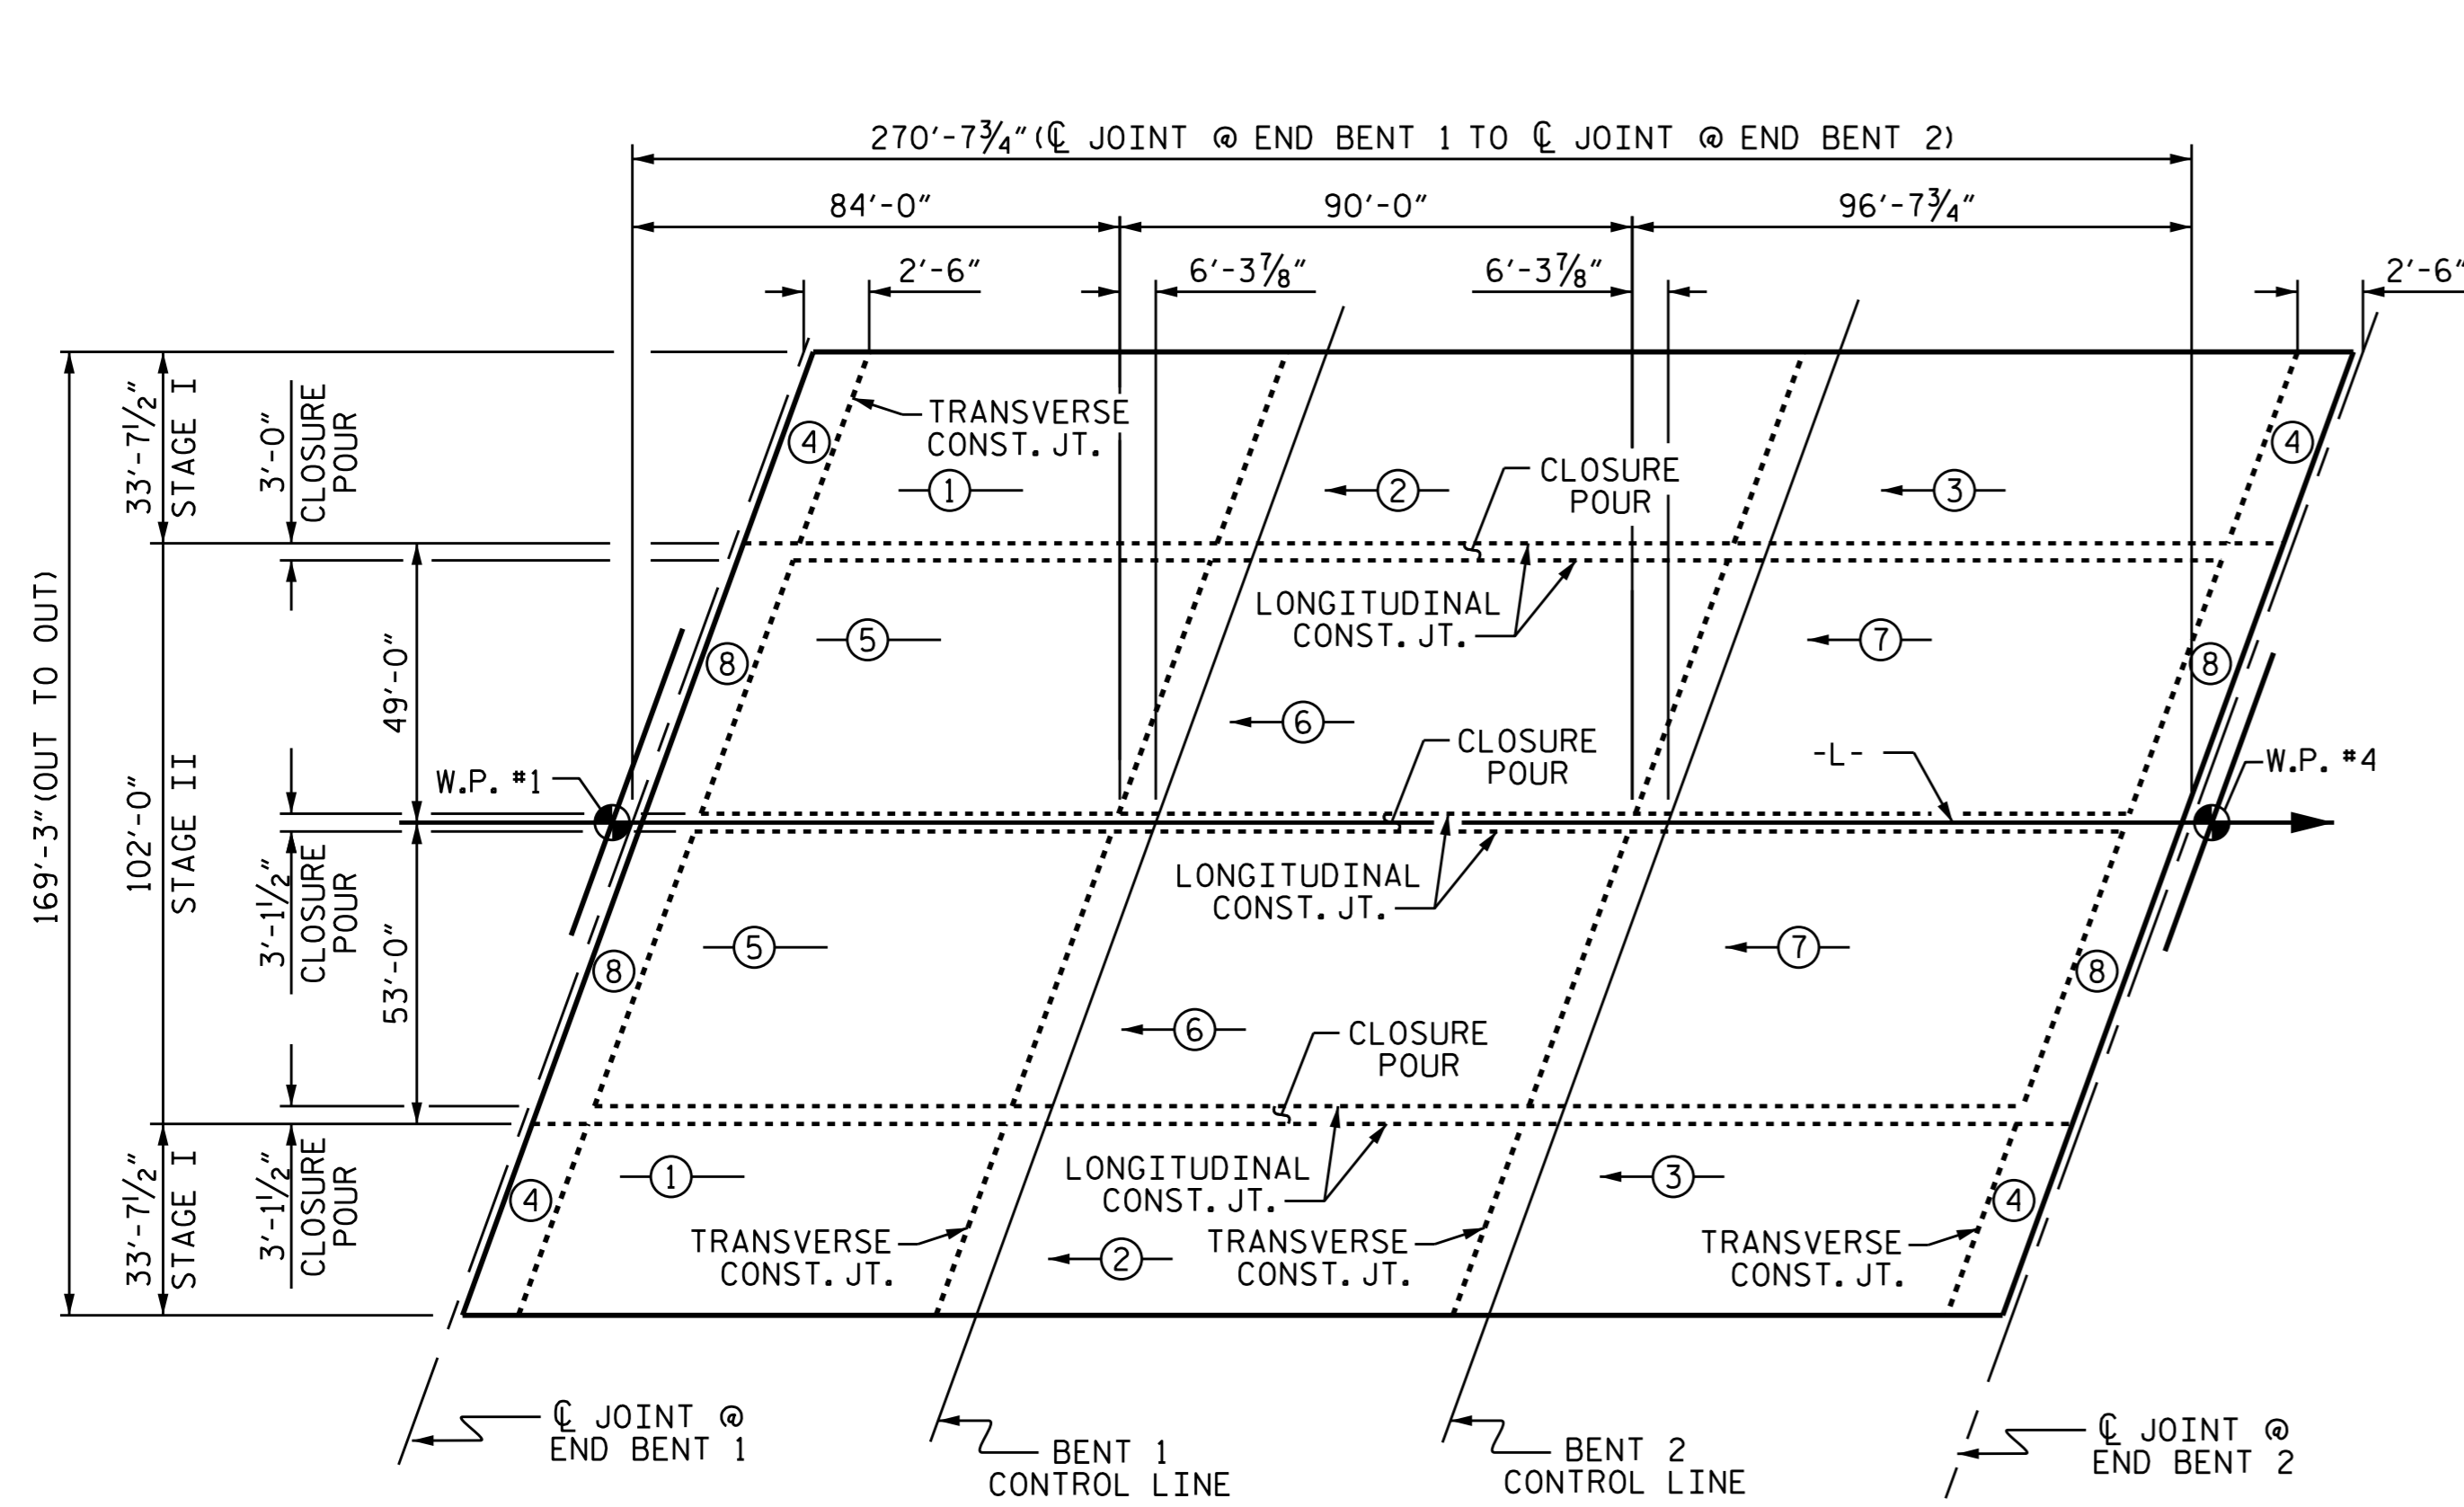 270'-7¾" (℄ JOINT @ END BENT 1 TO ℄ JOINT @ END BENT 2)
84'-0"
90'-0"
96'-7¾"
2'-6"
6'-3⅞"
6'-3⅞"
2'-6"
169'-3" (OUT TO OUT)
33'-7½"
STAGE I
3'-0"
CLOSURE
POUR
49'-0"
102'-0"
STAGE II
3'-1½"
CLOSURE
POUR
53'-0"
33'-7½"
STAGE I
3'-1½"
CLOSURE
POUR
TRANSVERSE
CONST. JT.
4
1
2
CLOSURE
POUR
3
4
LONGITUDINAL
CONST. JT.
5
7
8
8
6
CLOSURE
POUR
-L-
W.P. #1
W.P. #4
LONGITUDINAL
CONST. JT.
5
7
8
8
6
CLOSURE
POUR
LONGITUDINAL
CONST. JT.
1
3
4
4
TRANSVERSE
CONST. JT.
2
TRANSVERSE
CONST. JT.
TRANSVERSE
CONST. JT.
℄ JOINT @
END BENT 1
BENT 1
CONTROL LINE
BENT 2
CONTROL LINE
℄ JOINT @
END BENT 2